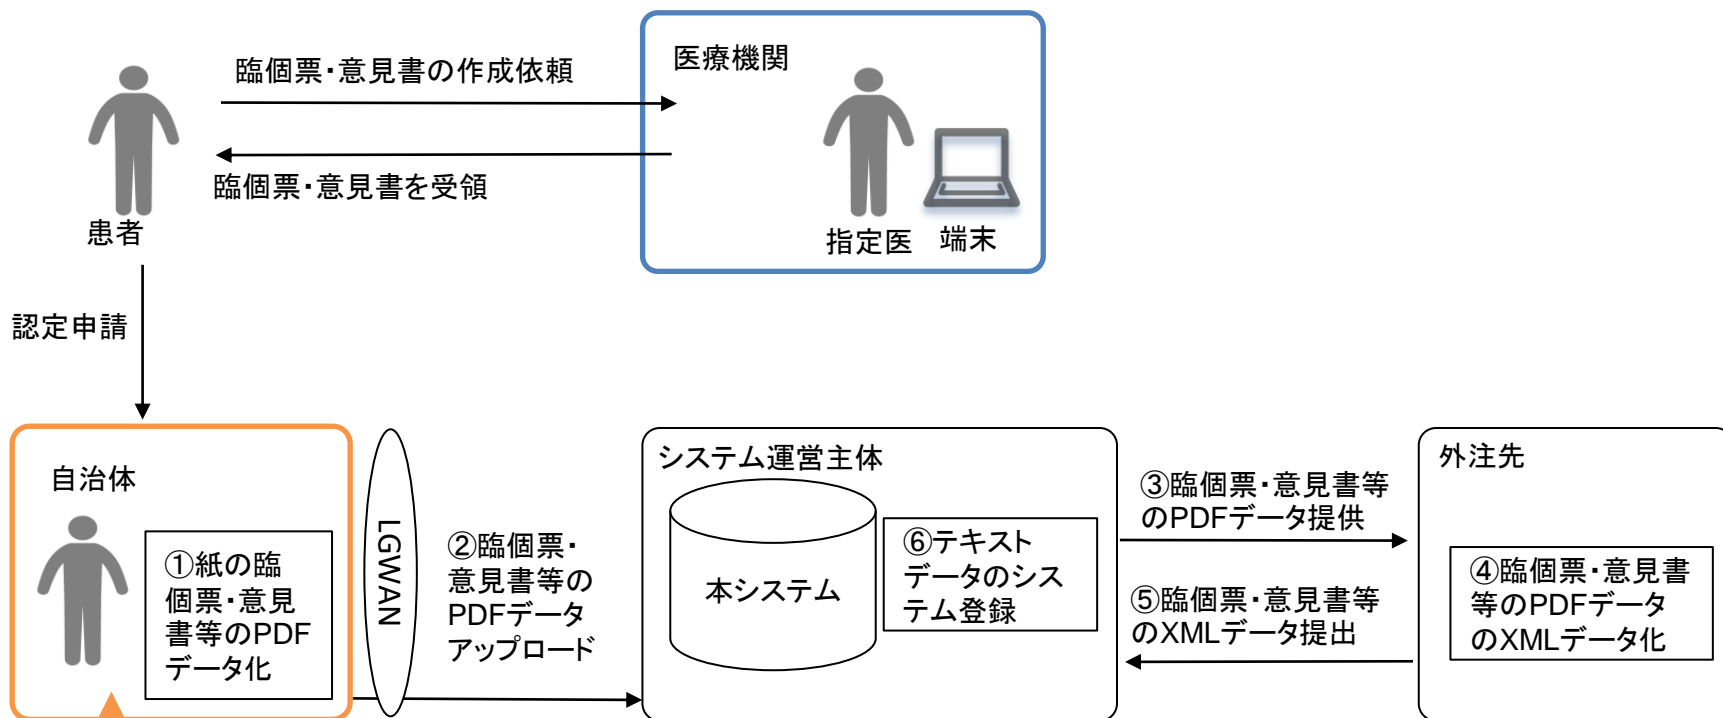 臨個票・意見書の作成依頼
医療機関
臨個票・意見書を受領
患者
指定医
端末
認定申請
自治体
①紙の臨
個票・意見
書等のPDF
データ化
LGWAN
②臨個票・
意見書等の
PDFデータ
アップロード
システム運営主体
本システム
⑥テキスト
データのシス
テム登録
③臨個票・意見書等
のPDFデータ提供
⑤臨個票・意見書等
のXMLデータ提出
外注先
④臨個票・意見書
等のPDFデータ
のXMLデータ化